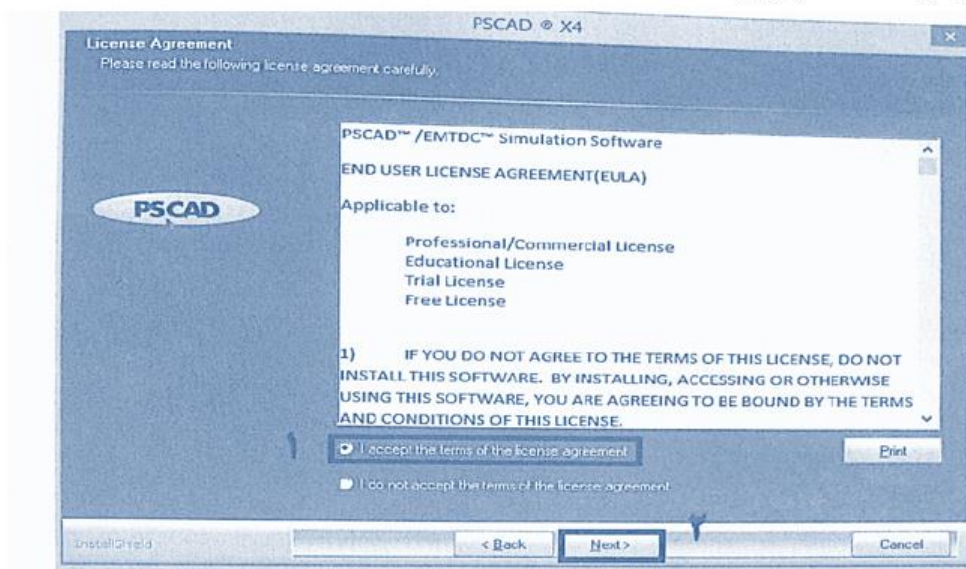 PSCAD ® X4
License Agreement
Please read the following license agreement carefully.
PSCAD™ /EMTDC™ Simulation Software
END USER LICENSE AGREEMENT(EULA)
Applicable to:
Professional/Commercial License
Educational License
Trial License
Free License
PSCAD
1) IF YOU DO NOT AGREE TO THE TERMS OF THIS LICENSE, DO NOT
INSTALL THIS SOFTWARE. BY INSTALLING, ACCESSING OR OTHERWISE
USING THIS SOFTWARE, YOU ARE AGREEING TO BE BOUND BY THE TERMS
AND CONDITIONS OF THIS LICENSE.
۱ I accept the terms of the license agreement
Print
I do not accept the terms of the license agreement
۲
InstallShield
< Back
Next >
Cancel